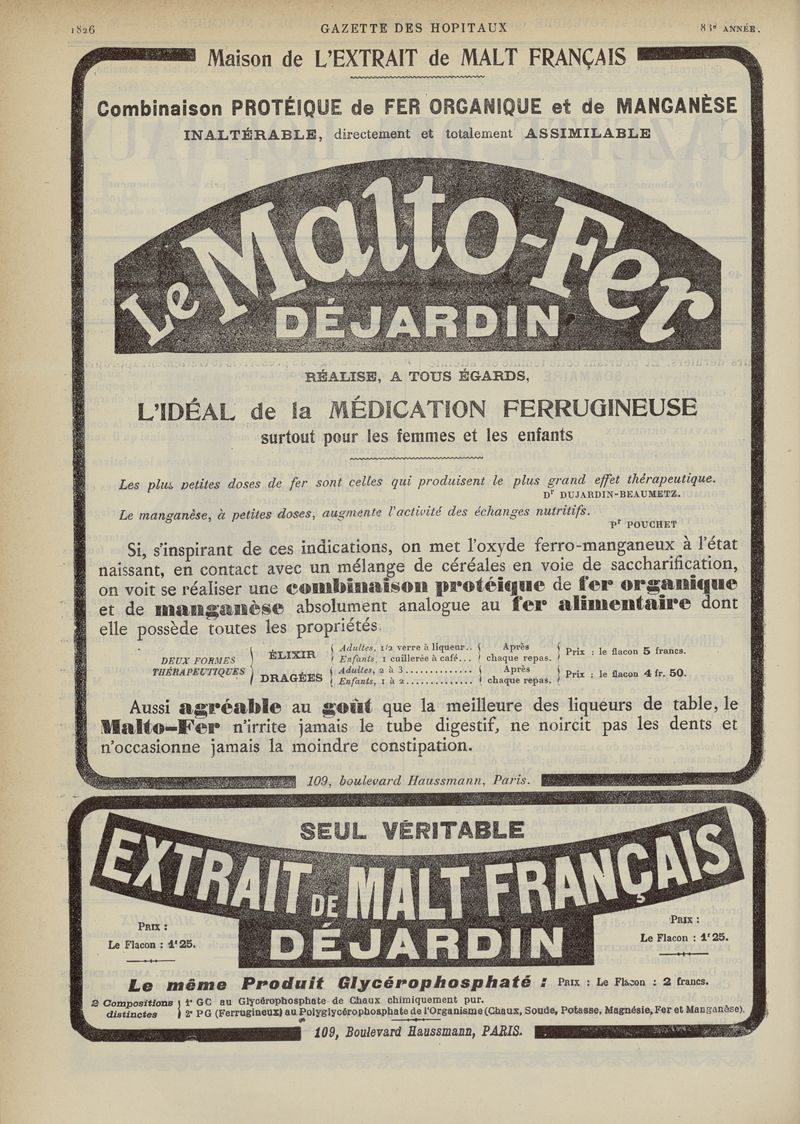 1826 GAZETTE DES HOPITAUX 83e ANNÉE.
Maison de L'EXTRAIT de MALT FRANÇAIS
Combinaison PROTÉIQUE de FER ORGANIQUE et de MANGANÈSE
INALTÉRABLE, directement et totalement ASSIMILABLE
Le Malto-Fer
DÉJARDIN
RÉALISE, A TOUS ÉGARDS,
L'IDÉAL de la MÉDICATION FERRUGINEUSE
surtout pour les femmes et les enfants
Les plus petites doses de fer sont celles qui produisent le plus grand effet thérapeutique.
Dr DUJARDIN-BEAUMETZ.
Le manganèse, à petites doses, augmente l'activité des échanges nutritifs.
Pr POUCHET
Si, s'inspirant de ces indications, on met l'oxyde ferro-manganeux à l'état
naissant, en contact avec un mélange de céréales en voie de saccharification,
on voit se réaliser une combinaison protéique de fer organique
et de manganèse absolument analogue au fer alimentaire dont
elle possède toutes les propriétés.
DEUX FORMES THÉRAPEUTIQUES
ÉLIXIR { Adultes, 1/2 verre à liqueur.. } Après chaque repas. } Prix : le flacon 5 francs.
{ Enfants, 1 cuillerée à café... }
DRAGÉES { Adultes, 2 à 3.............. } Après chaque repas. } Prix : le flacon 4 fr. 50.
{ Enfants, 1 à 2.............. }
Aussi agréable au goût que la meilleure des liqueurs de table, le
Malto-Fer n'irrite jamais le tube digestif, ne noircit pas les dents et
n'occasionne jamais la moindre constipation.
109, boulevard Haussmann, Paris.
SEUL VÉRITABLE
EXTRAIT DE MALT FRANÇAIS
DÉJARDIN
PRIX :
Le Flacon : 1f 25.
PRIX :
Le Flacon : 1f 25.
Le même Produit Glycérophosphaté : PRIX : Le Flacon : 2 francs.
2 Compositions distinctes
1° GC au Glycérophosphate de Chaux chimiquement pur.
2° PG (Ferrugineux) au Polyglycérophosphate de l'Organisme (Chaux, Soude, Potasse, Magnésie, Fer et Manganèse).
109, Boulevard Haussmann, PARIS.